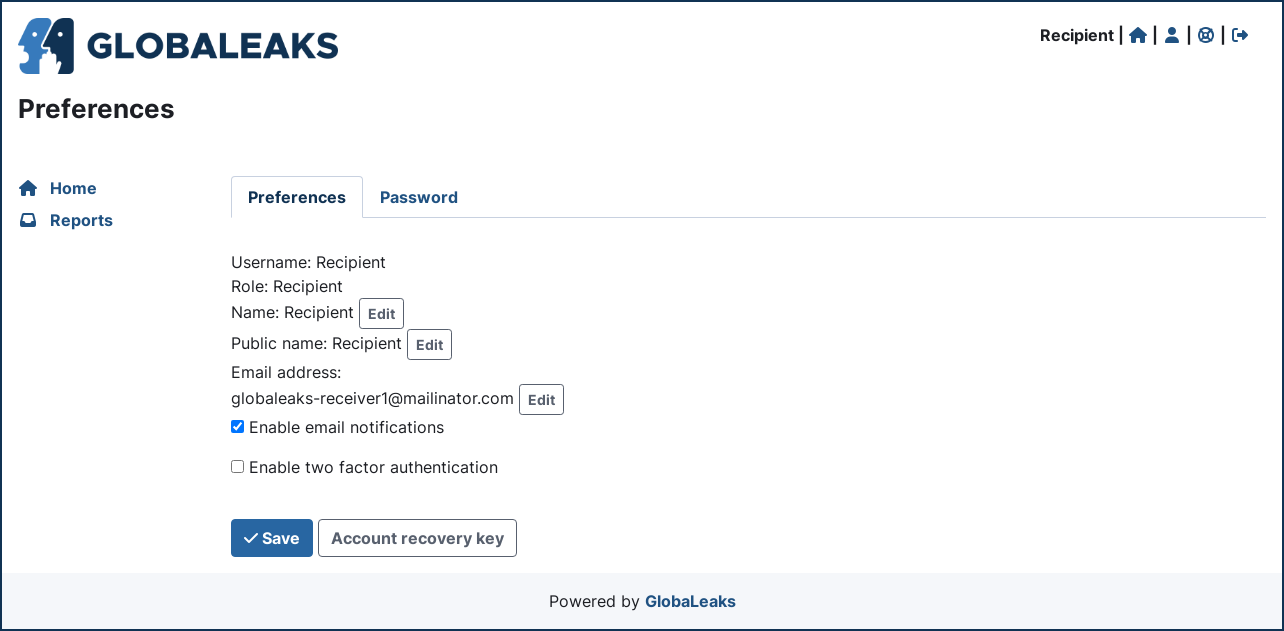 GLOBALEAKS
Recipient | | | |
Preferences
Home
Reports
Preferences Password
Username: Recipient
Role: Recipient
Name: Recipient Edit
Public name: Recipient Edit
Email address:
globaleaks-receiver1@mailinator.com Edit
Enable email notifications
Enable two factor authentication
Save Account recovery key
Powered by GlobaLeaks